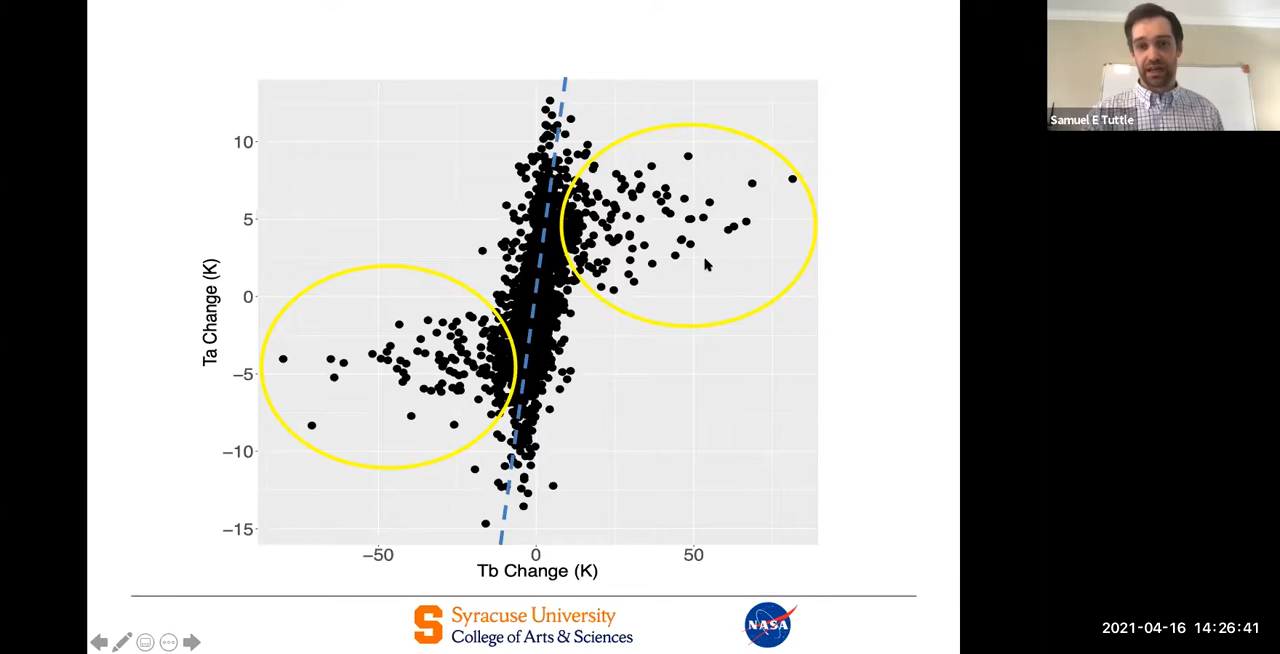 Samuel E Tuttle
10
5
0
−5
−10
−15
Ta Change (K)
−50
0
50
Tb Change (K)
S
Syracuse University
College of Arts & Sciences
NASA
2021-04-16 14:26:41